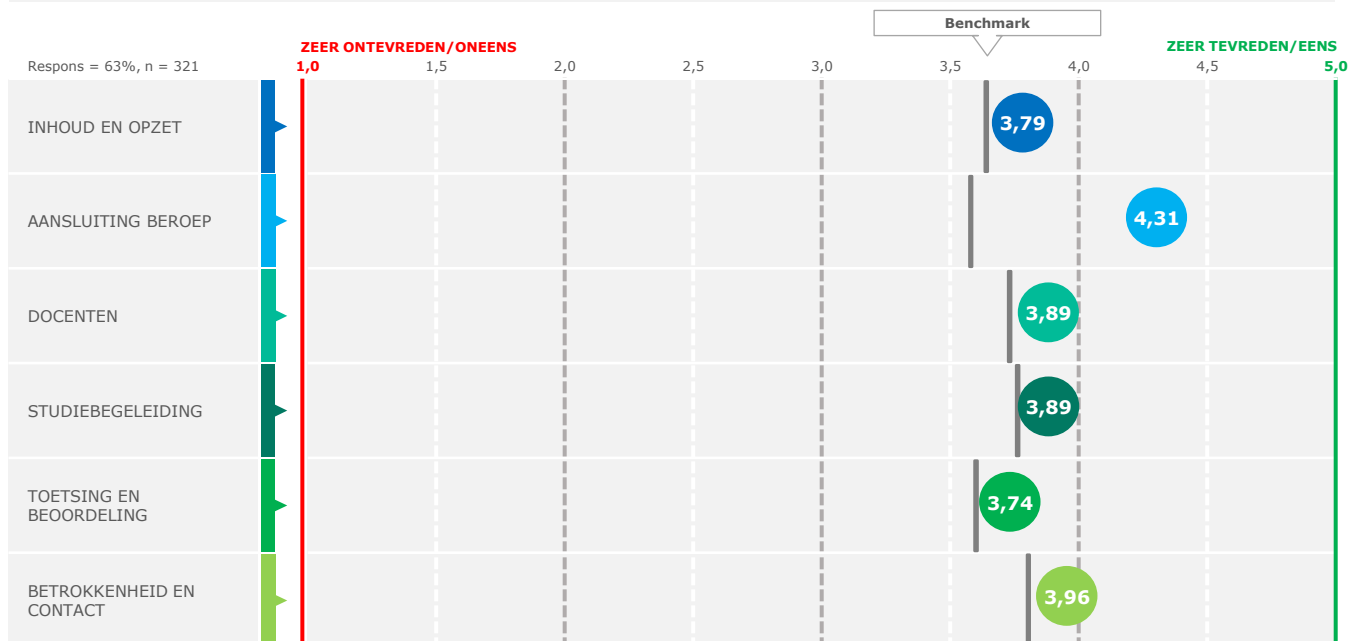 Benchmark
ZEER ONTEVREDEN/ONEENS
ZEER TEVREDEN/EENS
Respons = 63%, n = 321
1,0 1,5 2,0 2,5 3,0 3,5 4,0 4,5 5,0
INHOUD EN OPZET
3,79
AANSLUITING BEROEP
4,31
DOCENTEN
3,89
STUDIEBEGELEIDING
3,89
TOETSING EN
BEOORDELING
3,74
BETROKKENHEID EN
CONTACT
3,96